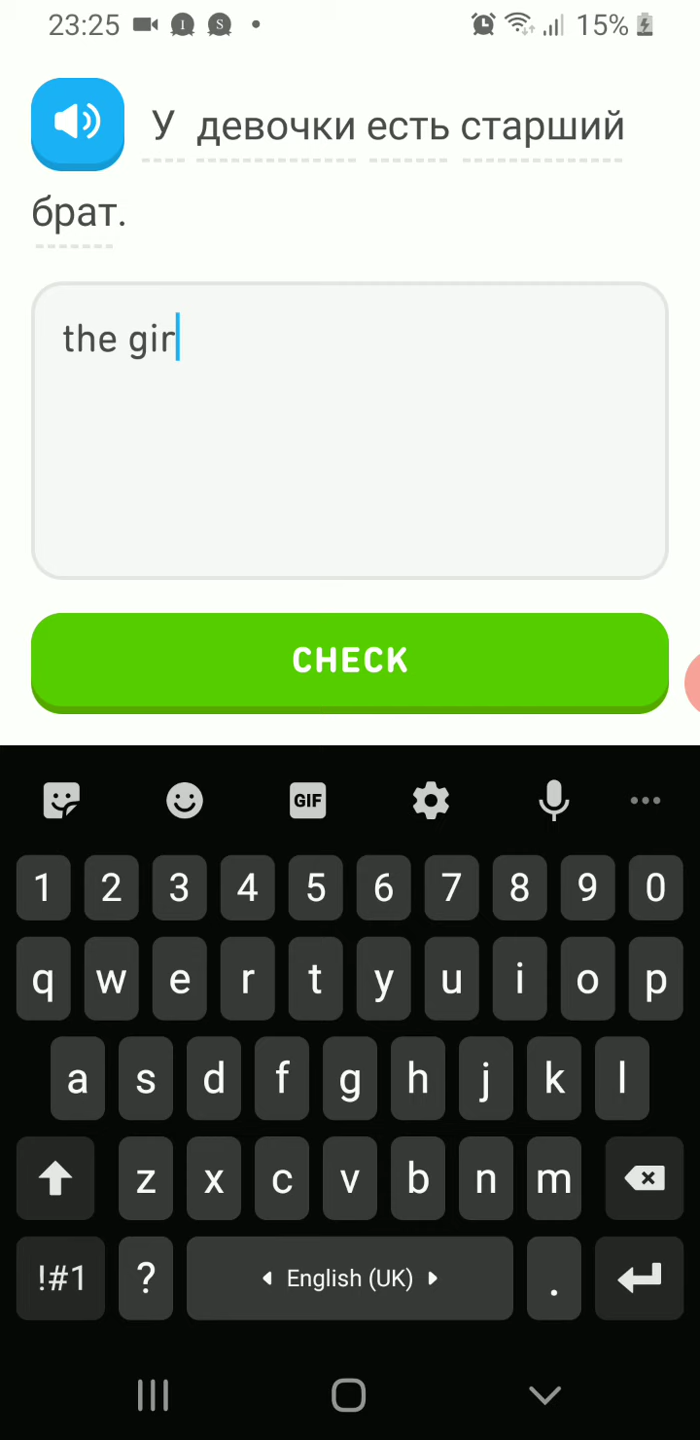 23:25 15%
У девочки есть старший
брат.
the gir
CHECK
GIF
1 2 3 4 5 6 7 8 9 0
q w e r t y u i o p
a s d f g h j k l
z x c v b n m
!#1 ? English (UK) .